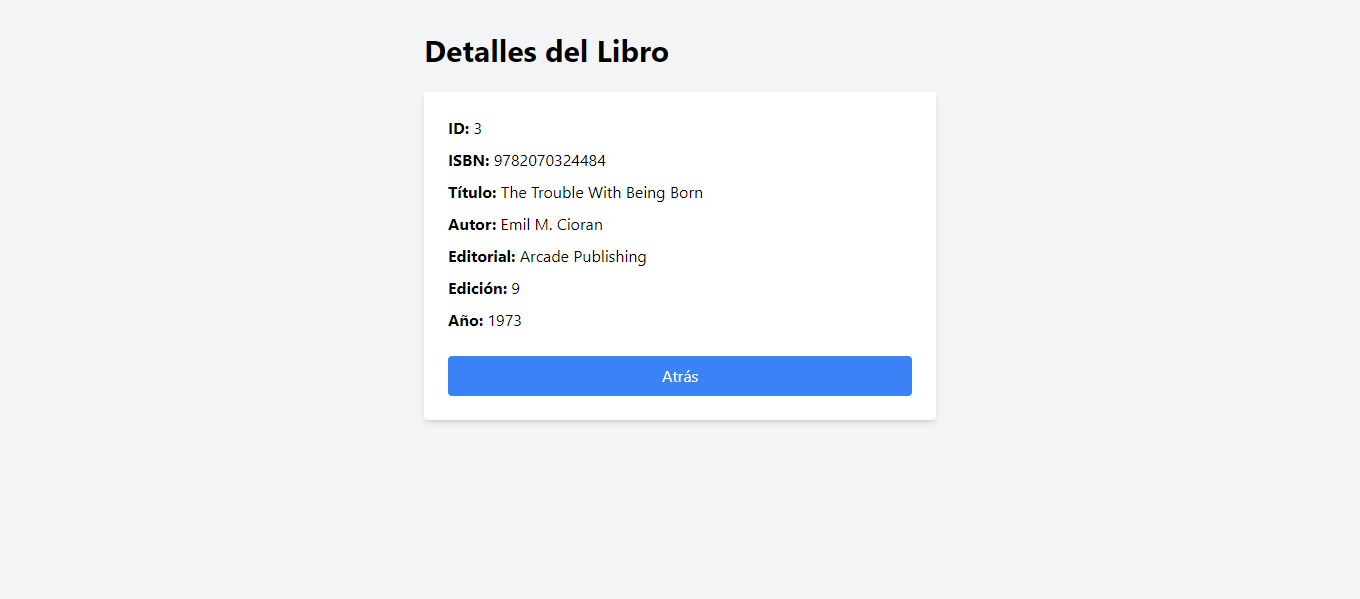 Detalles del Libro
ID: 3
ISBN: 9782070324484
Título: The Trouble With Being Born
Autor: Emil M. Cioran
Editorial: Arcade Publishing
Edición: 9
Año: 1973
Atrás